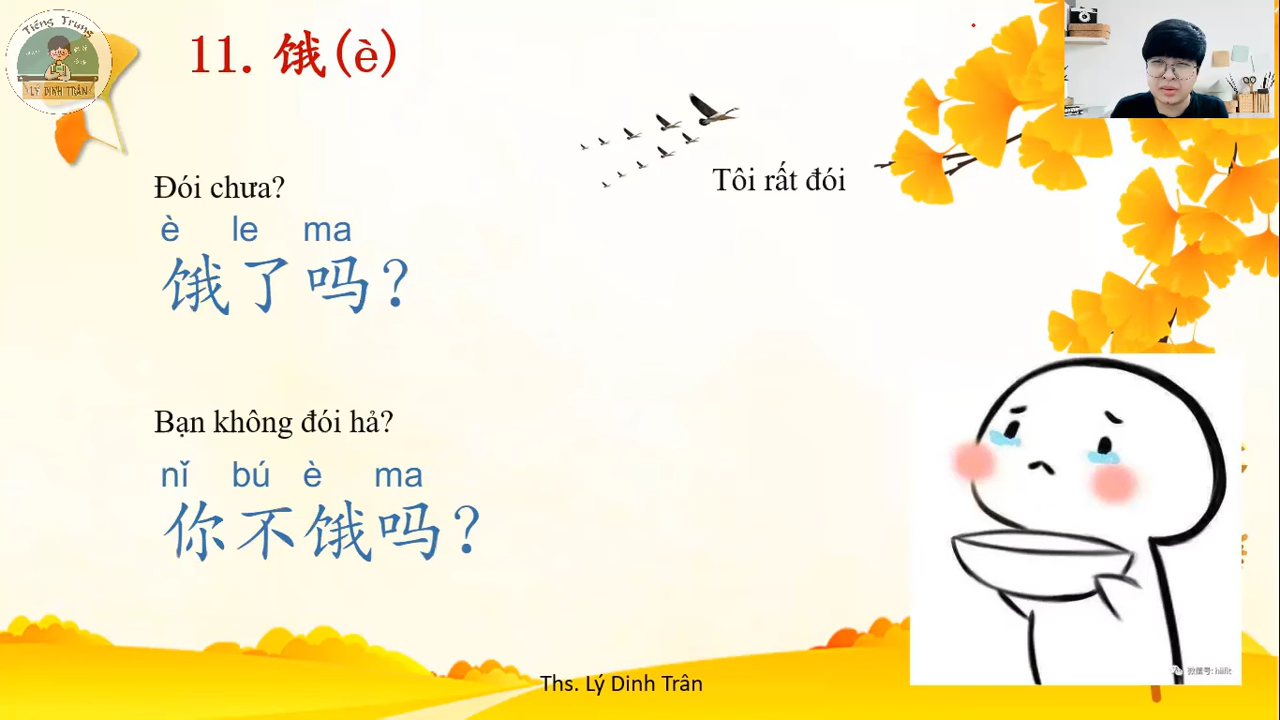 Tiếng Trung
LÝ DINH TRÂN
11. 饿(è)
Đói chưa?
è le ma
饿了吗?
Tôi rất đói
Bạn không đói hả?
nǐ bú è ma
你不饿吗?
Ths. Lý Dinh Trân